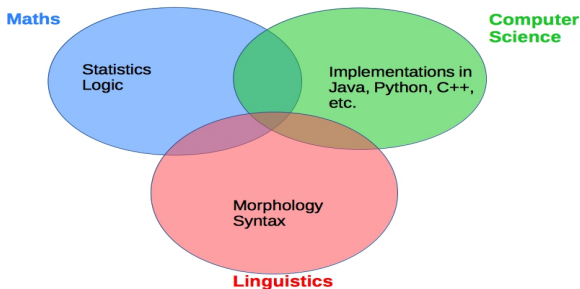 Maths
Computer
Science
Statistics
Logic
Implementations in
Java, Python, C++,
etc.
Morphology
Syntax
Linguistics